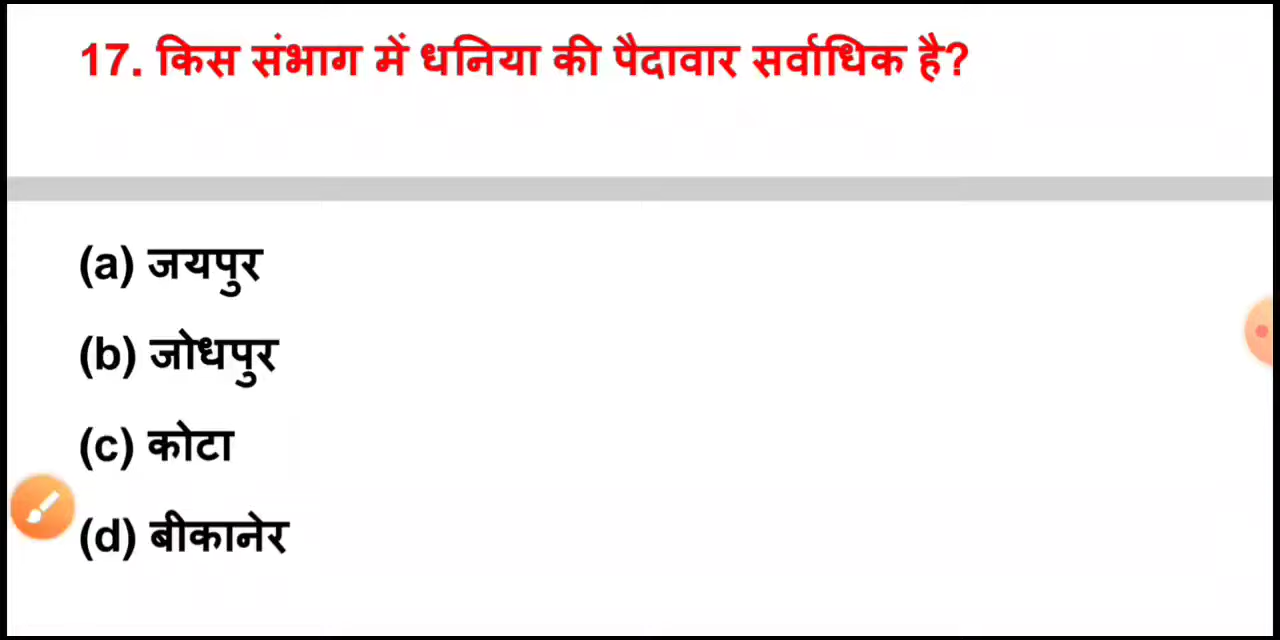 17. किस संभाग में धनिया की पैदावार सर्वाधिक है?
(a) जयपुर
(b) जोधपुर
(c) कोटा
(d) बीकानेर